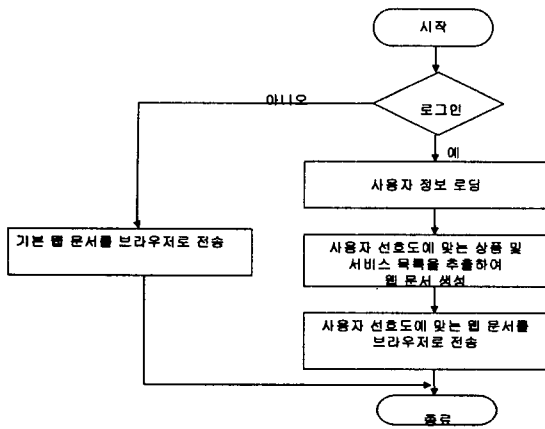 시작
로그인
아니오
예
사용자 정보 로딩
기본 웹 문서를 브라우저로 전송
사용자 선호도에 맞는 상품 및
서비스 목록을 추출하여
웹 문서 생성
사용자 선호도에 맞는 웹 문서를
브라우저로 전송
종료